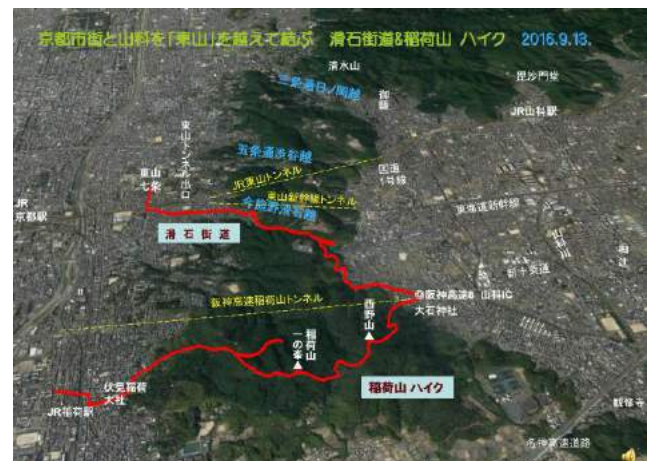 京都市街と山科を｢東山｣を越えて結ぶ 滑石街道&稲荷山 ハイク 2016.9.13.
清水山
三条通日ノ岡越
毘沙門堂
御陵
JR山科駅
東山トンネル出口
五条通渋谷越
国道1号線
JR東山トンネル
東山七条
東山新幹線トンネル
今熊野滑石越
JR京都駅
東海道新幹線
滑石街道
新十条通
阪神高速稲荷山トンネル
◎阪神高速8 山科IC
大石神社
西野山
稲荷山一の峯
伏見稲荷大社
稲荷山 ハイク
JR稲荷駅
勧修寺
名神高速道路